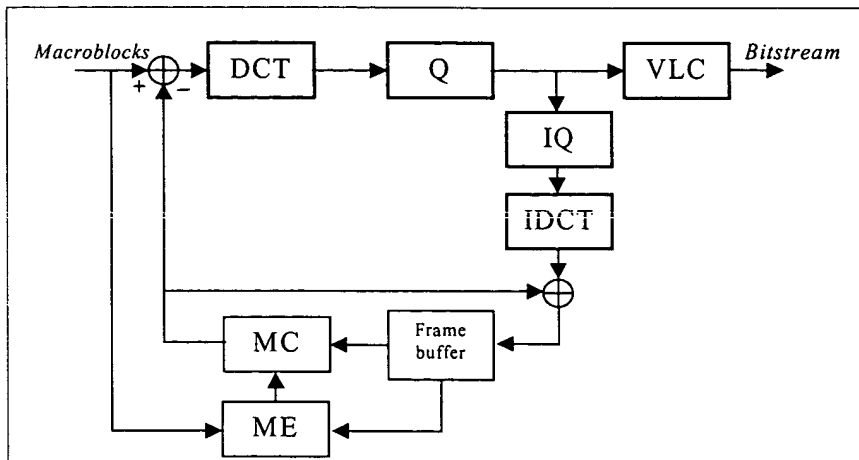 Macroblocks
Bitstream
DCT
Q
VLC
+
−
IQ
IDCT
Frame
buffer
MC
ME